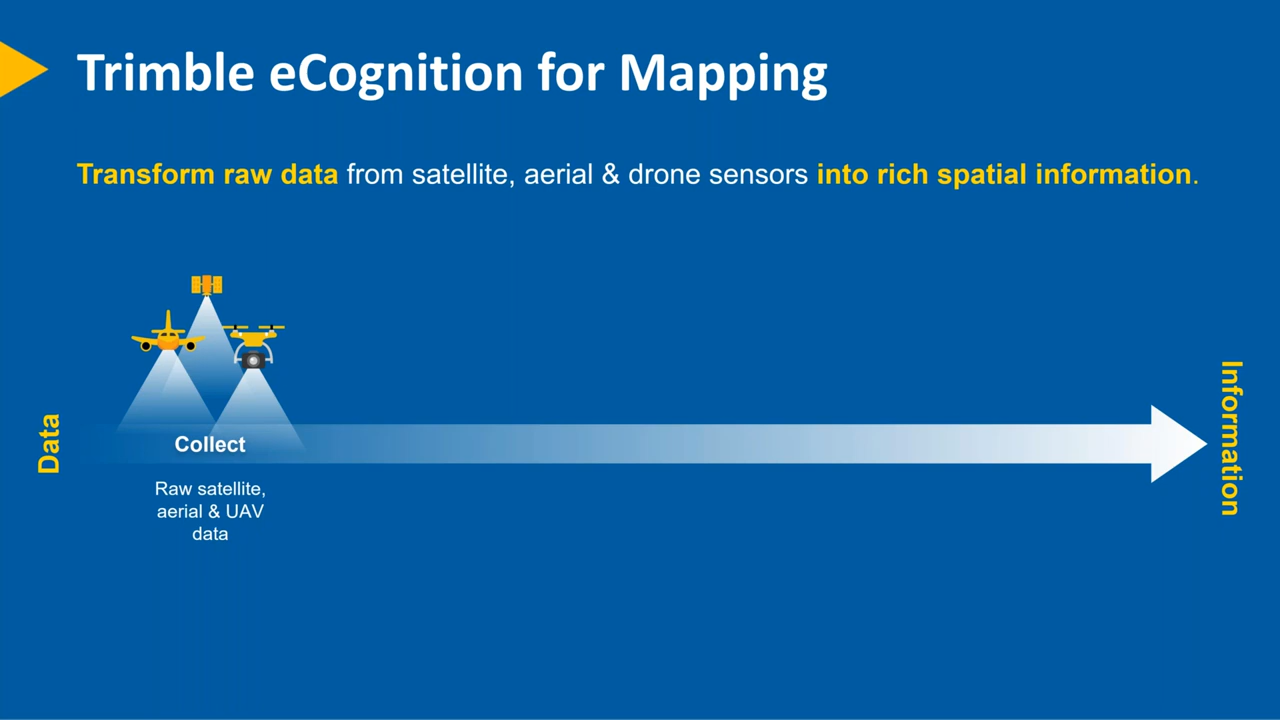 Trimble eCognition for Mapping
Transform raw data from satellite, aerial & drone sensors into rich spatial information.
Data
Collect
Raw satellite,
aerial & UAV
data
Information